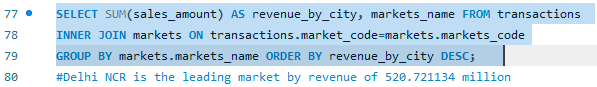 77 SELECT SUM(sales_amount) AS revenue_by_city, markets_name FROM transactions
78 INNER JOIN markets ON transactions.market_code=markets.markets_code
79 GROUP BY markets.markets_name ORDER BY revenue_by_city DESC;
80 #Delhi NCR is the leading market by revenue of 520.721134 million